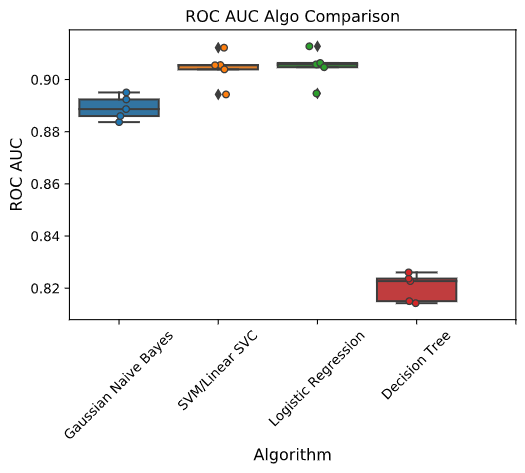 ROC AUC Algo Comparison
ROC AUC
0.90
0.88
0.86
0.84
0.82
Gaussian Naive Bayes
SVM/Linear SVC
Logistic Regression
Decision Tree
Algorithm